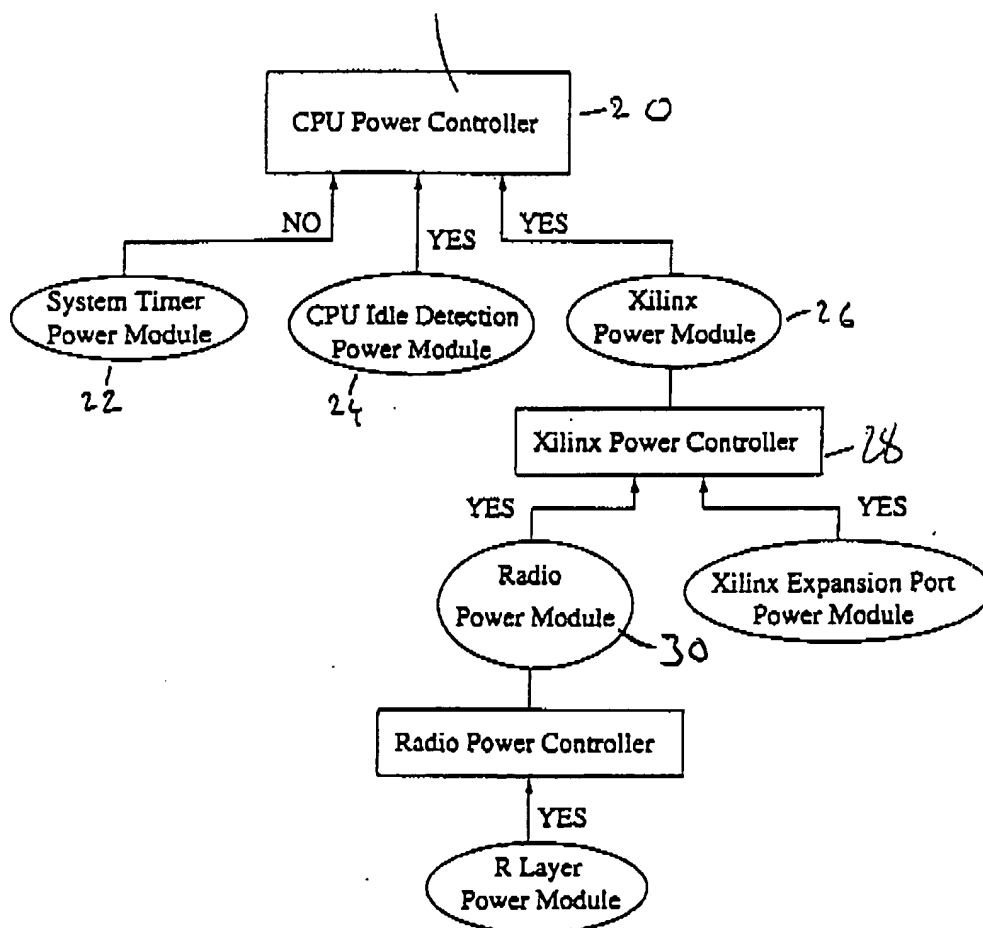 CPU Power Controller
20
NO
YES
YES
System Timer
Power Module
22
CPU Idle Detection
Power Module
24
Xilinx
Power Module
26
Xilinx Power Controller
28
YES
YES
Radio
Power Module
30
Xilinx Expansion Port
Power Module
Radio Power Controller
YES
R Layer
Power Module